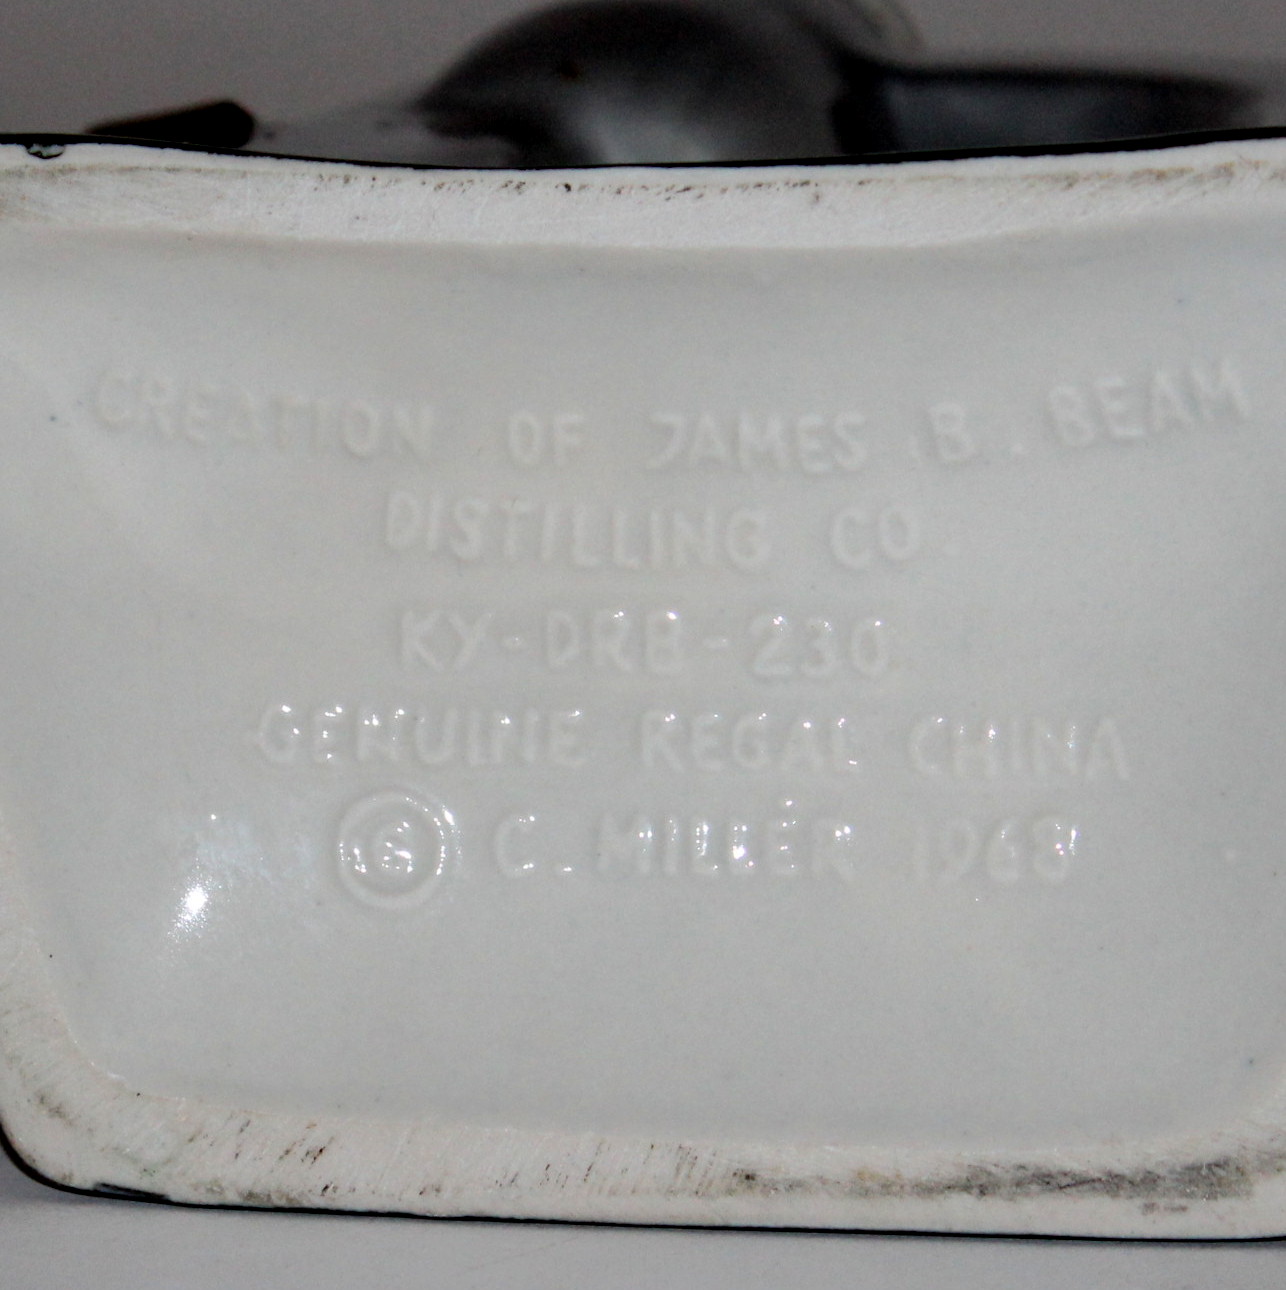 CREATION OF JAMES B. BEAM
DISTILLING CO.
KY-DRB-230
GENUINE REGAL CHINA
© C. MILLER 1968